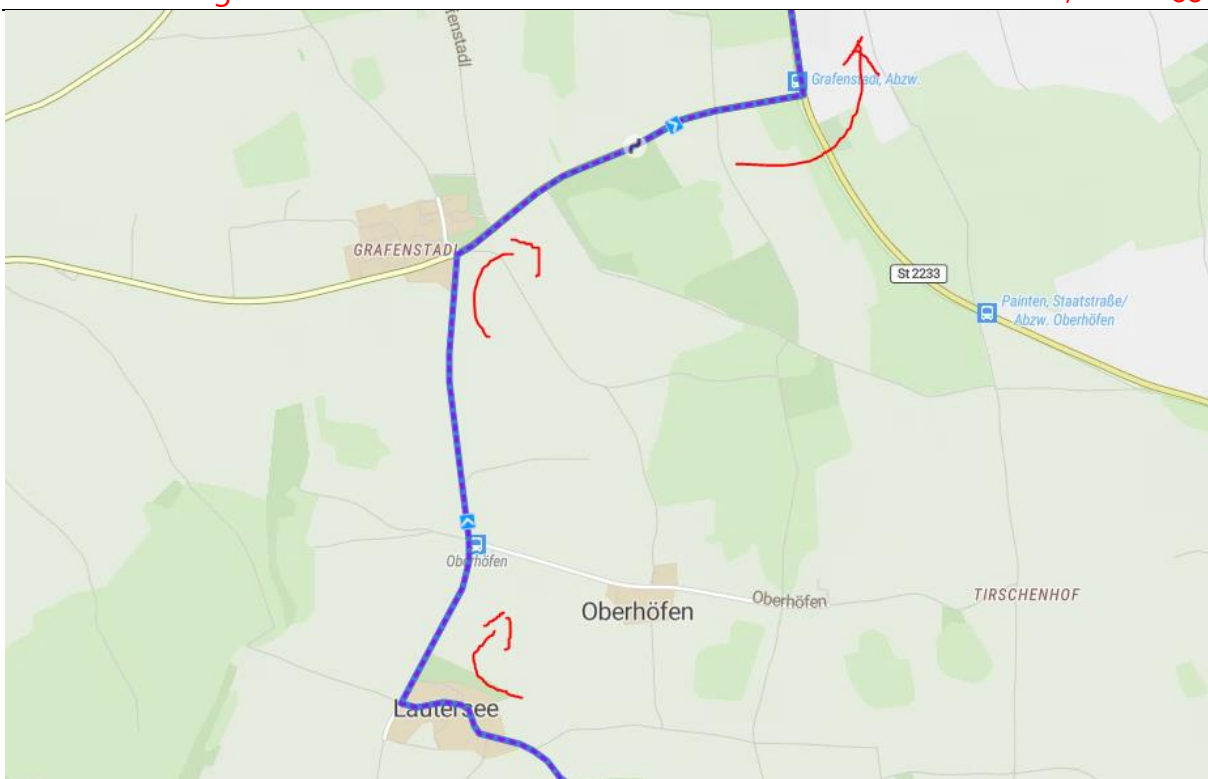 Grafenstadl, Abzw.
GRAFENSTADL
St 2233
Painten, Staatstraße/
Abzw. Oberhöfen
Oberhöfen
Oberhöfen
Oberhöfen
TIRSCHENHOF
Lautersee